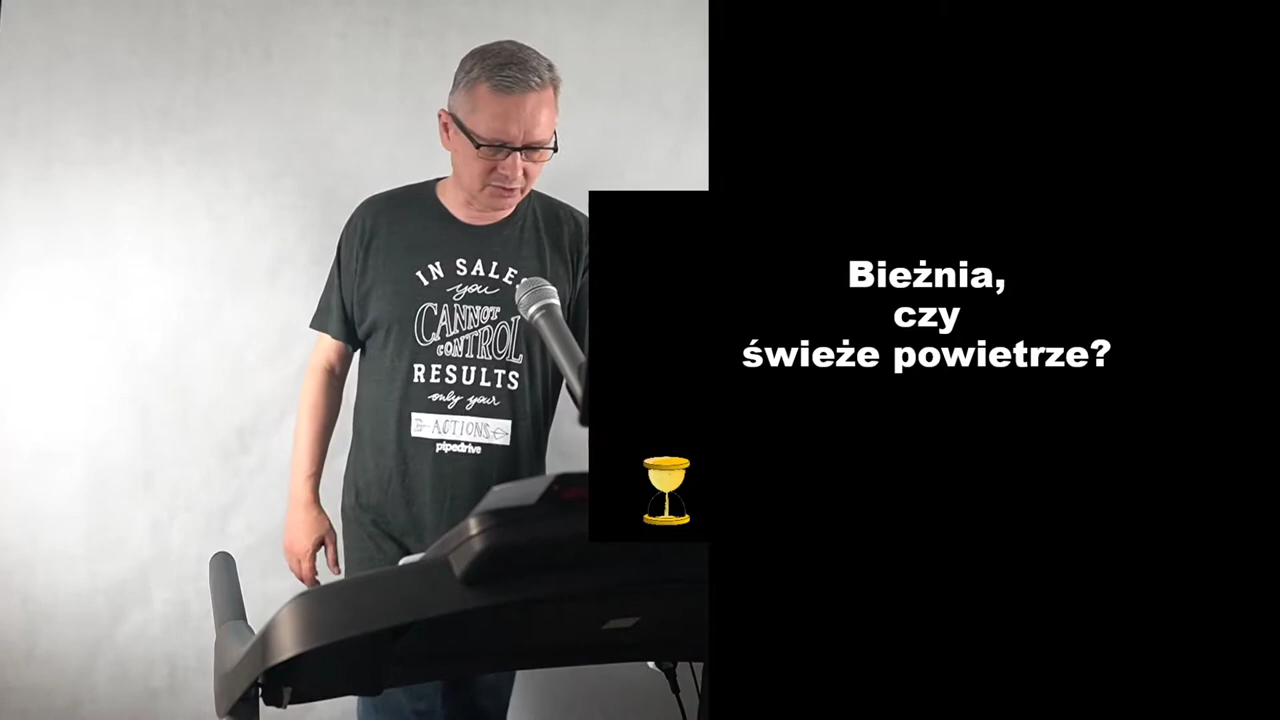 IN SALES
you
CANNOT
CONTROL
RESULTS
only your
ACTIONS
pipedrive
Bieżnia,
czy
świeże powietrze?